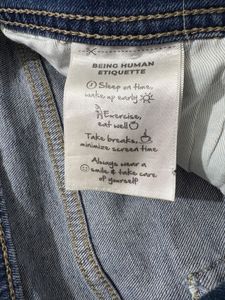 BEING HUMAN
ETIQUETTE
Sleep on time,
wake up early
Exercise,
eat well
Take breaks,
minimize screen time
Always wear a
smile & take care
of yourself